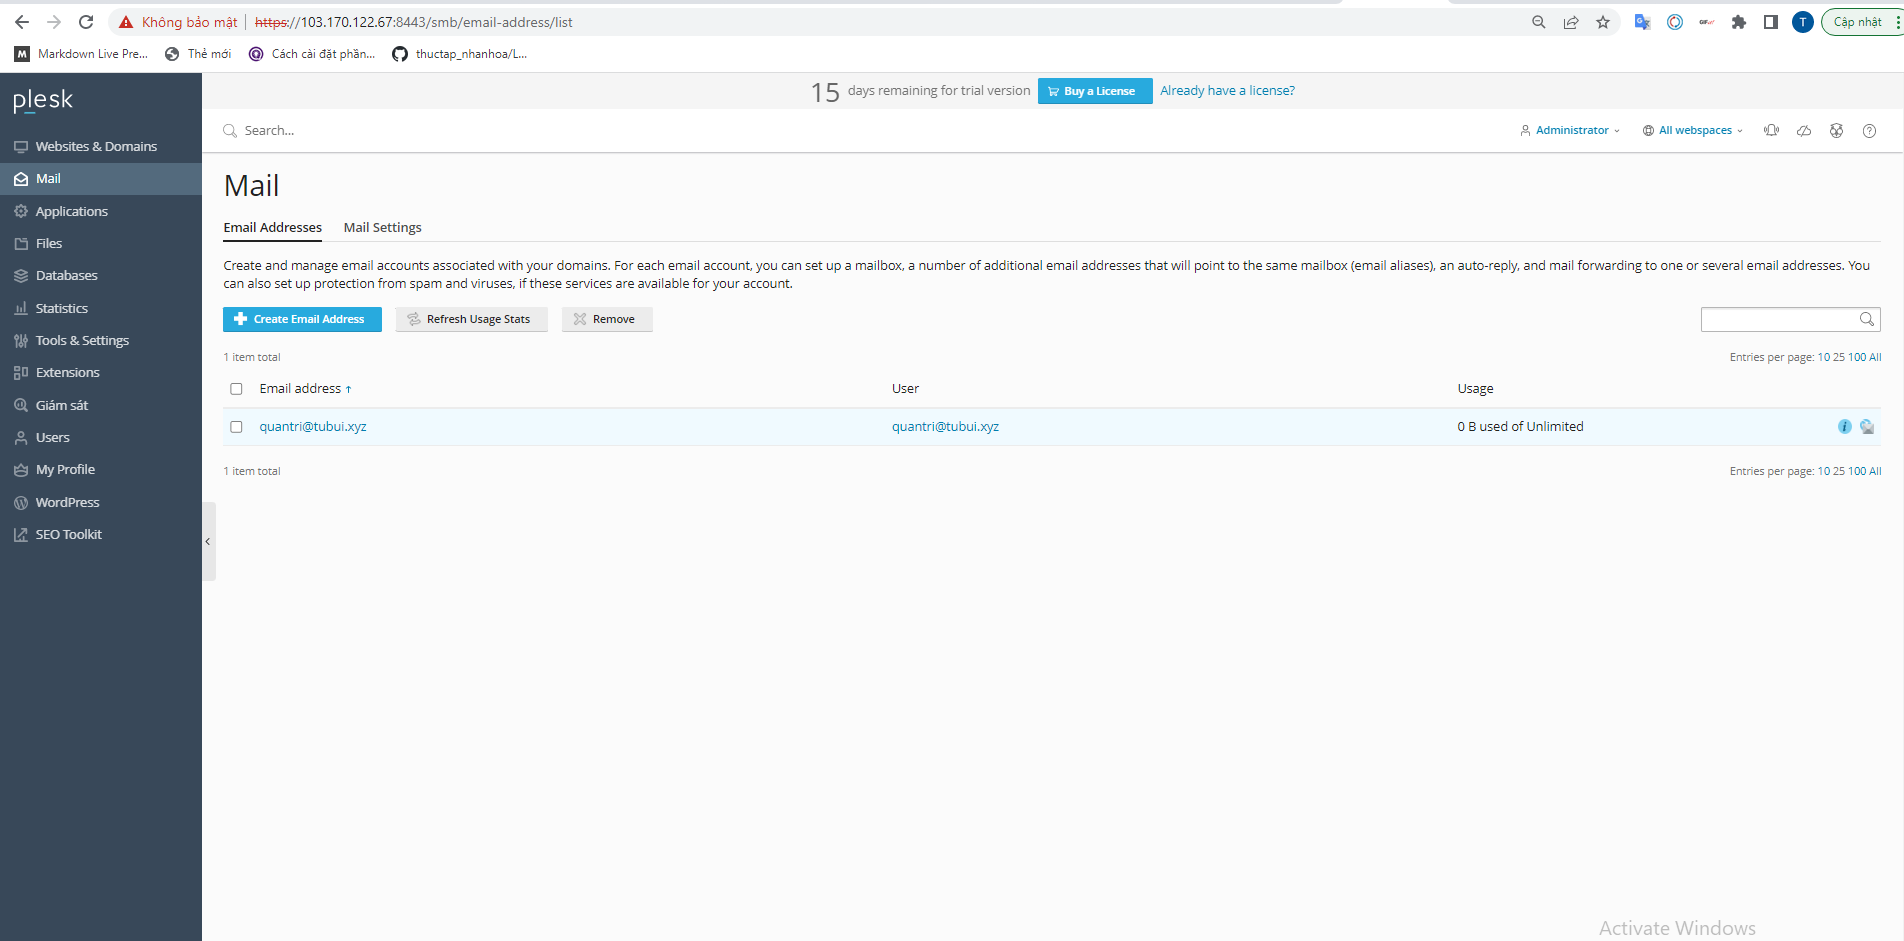 Không bảo mật | https://103.170.122.67:8443/smb/email-address/list
T
Cập nhật
M Markdown Live Pre...
Thẻ mới
Cách cài đặt phần...
thuctap_nhanhoa/L...
plesk
15 days remaining for trial version Buy a License Already have a license?
Search...
Administrator
All webspaces
Websites & Domains
Mail
Applications
Files
Databases
Statistics
Tools & Settings
Extensions
Giám sát
Users
My Profile
WordPress
SEO Toolkit
Mail
Email Addresses Mail Settings
Create and manage email accounts associated with your domains. For each email account, you can set up a mailbox, a number of additional email addresses that will point to the same mailbox (email aliases), an auto-reply, and mail forwarding to one or several email addresses. You
can also set up protection from spam and viruses, if these services are available for your account.
Create Email Address Refresh Usage Stats Remove
1 item total Entries per page: 10 25 100 All
Email address ↑ User Usage
quantri@tubui.xyz quantri@tubui.xyz 0 B used of Unlimited
1 item total Entries per page: 10 25 100 All
Activate Windows